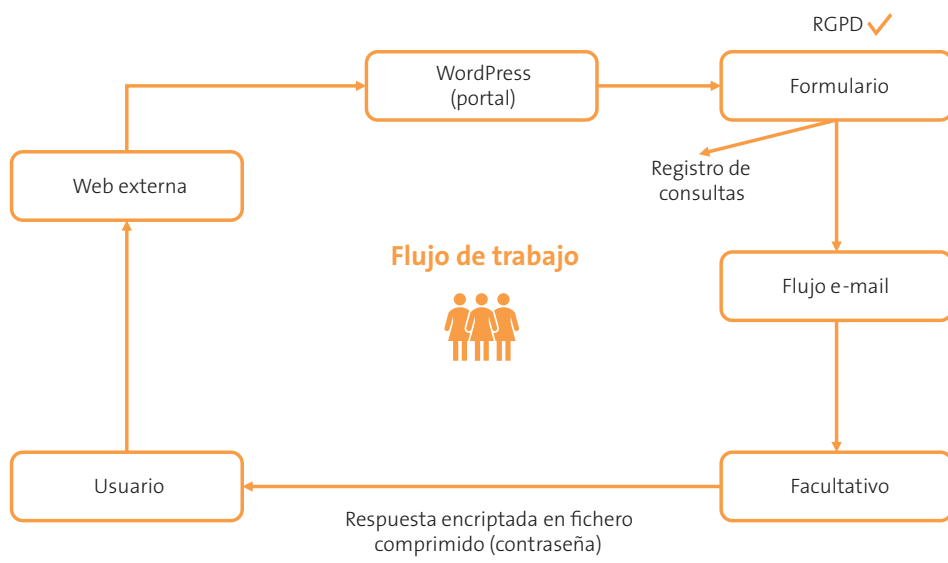 RGPD
WordPress
(portal)
Formulario
Registro de
consultas
Web externa
Flujo de trabajo
Flujo e-mail
Usuario
Facultativo
Respuesta encriptada en fichero
comprimido (contraseña)